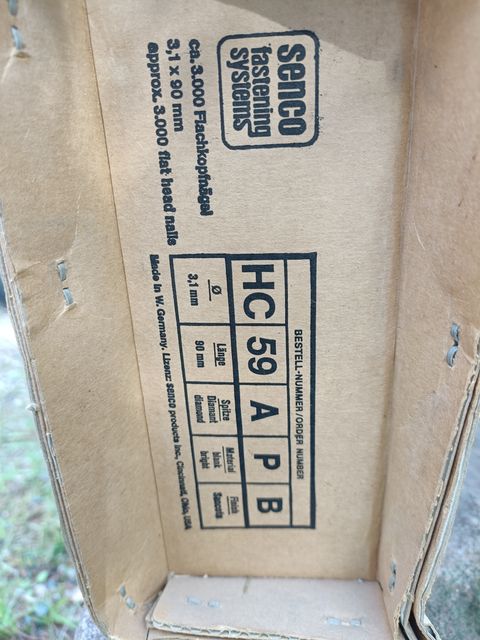 senco
fastening
systems
ca. 3.000 Flachkopfnägel
3,1 x 90 mm
approx. 3.000 flat head nails
BESTELL-NUMMER/ORDER NUMBER
HC 59 A P B
Ø Länge Spitze Material Finish
3,1 mm 90 mm Diamant blank Sencote
diamond bright
Made in W. Germany. Lizenz: senco products inc., Cincinnati, Ohio, USA